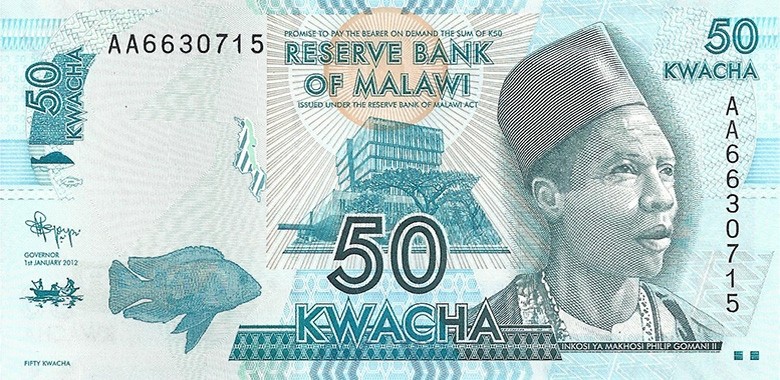 50
KWACHA
AA6630715
PROMISE TO PAY THE BEARER ON DEMAND THE SUM OF K50
RESERVE BANK
OF MALAWI
ISSUED UNDER THE RESERVE BANK OF MALAWI ACT
50
KWACHA
AA6630715
GOVERNOR
1ST JANUARY 2012
50
KWACHA
INKOSI YA MAKHOSI PHILIP GOMANI II
FIFTY KWACHA